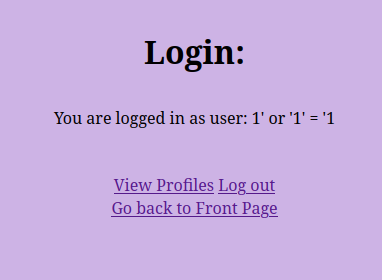 Login:
You are logged in as user: 1' or '1' = '1
View Profiles Log out
Go back to Front Page